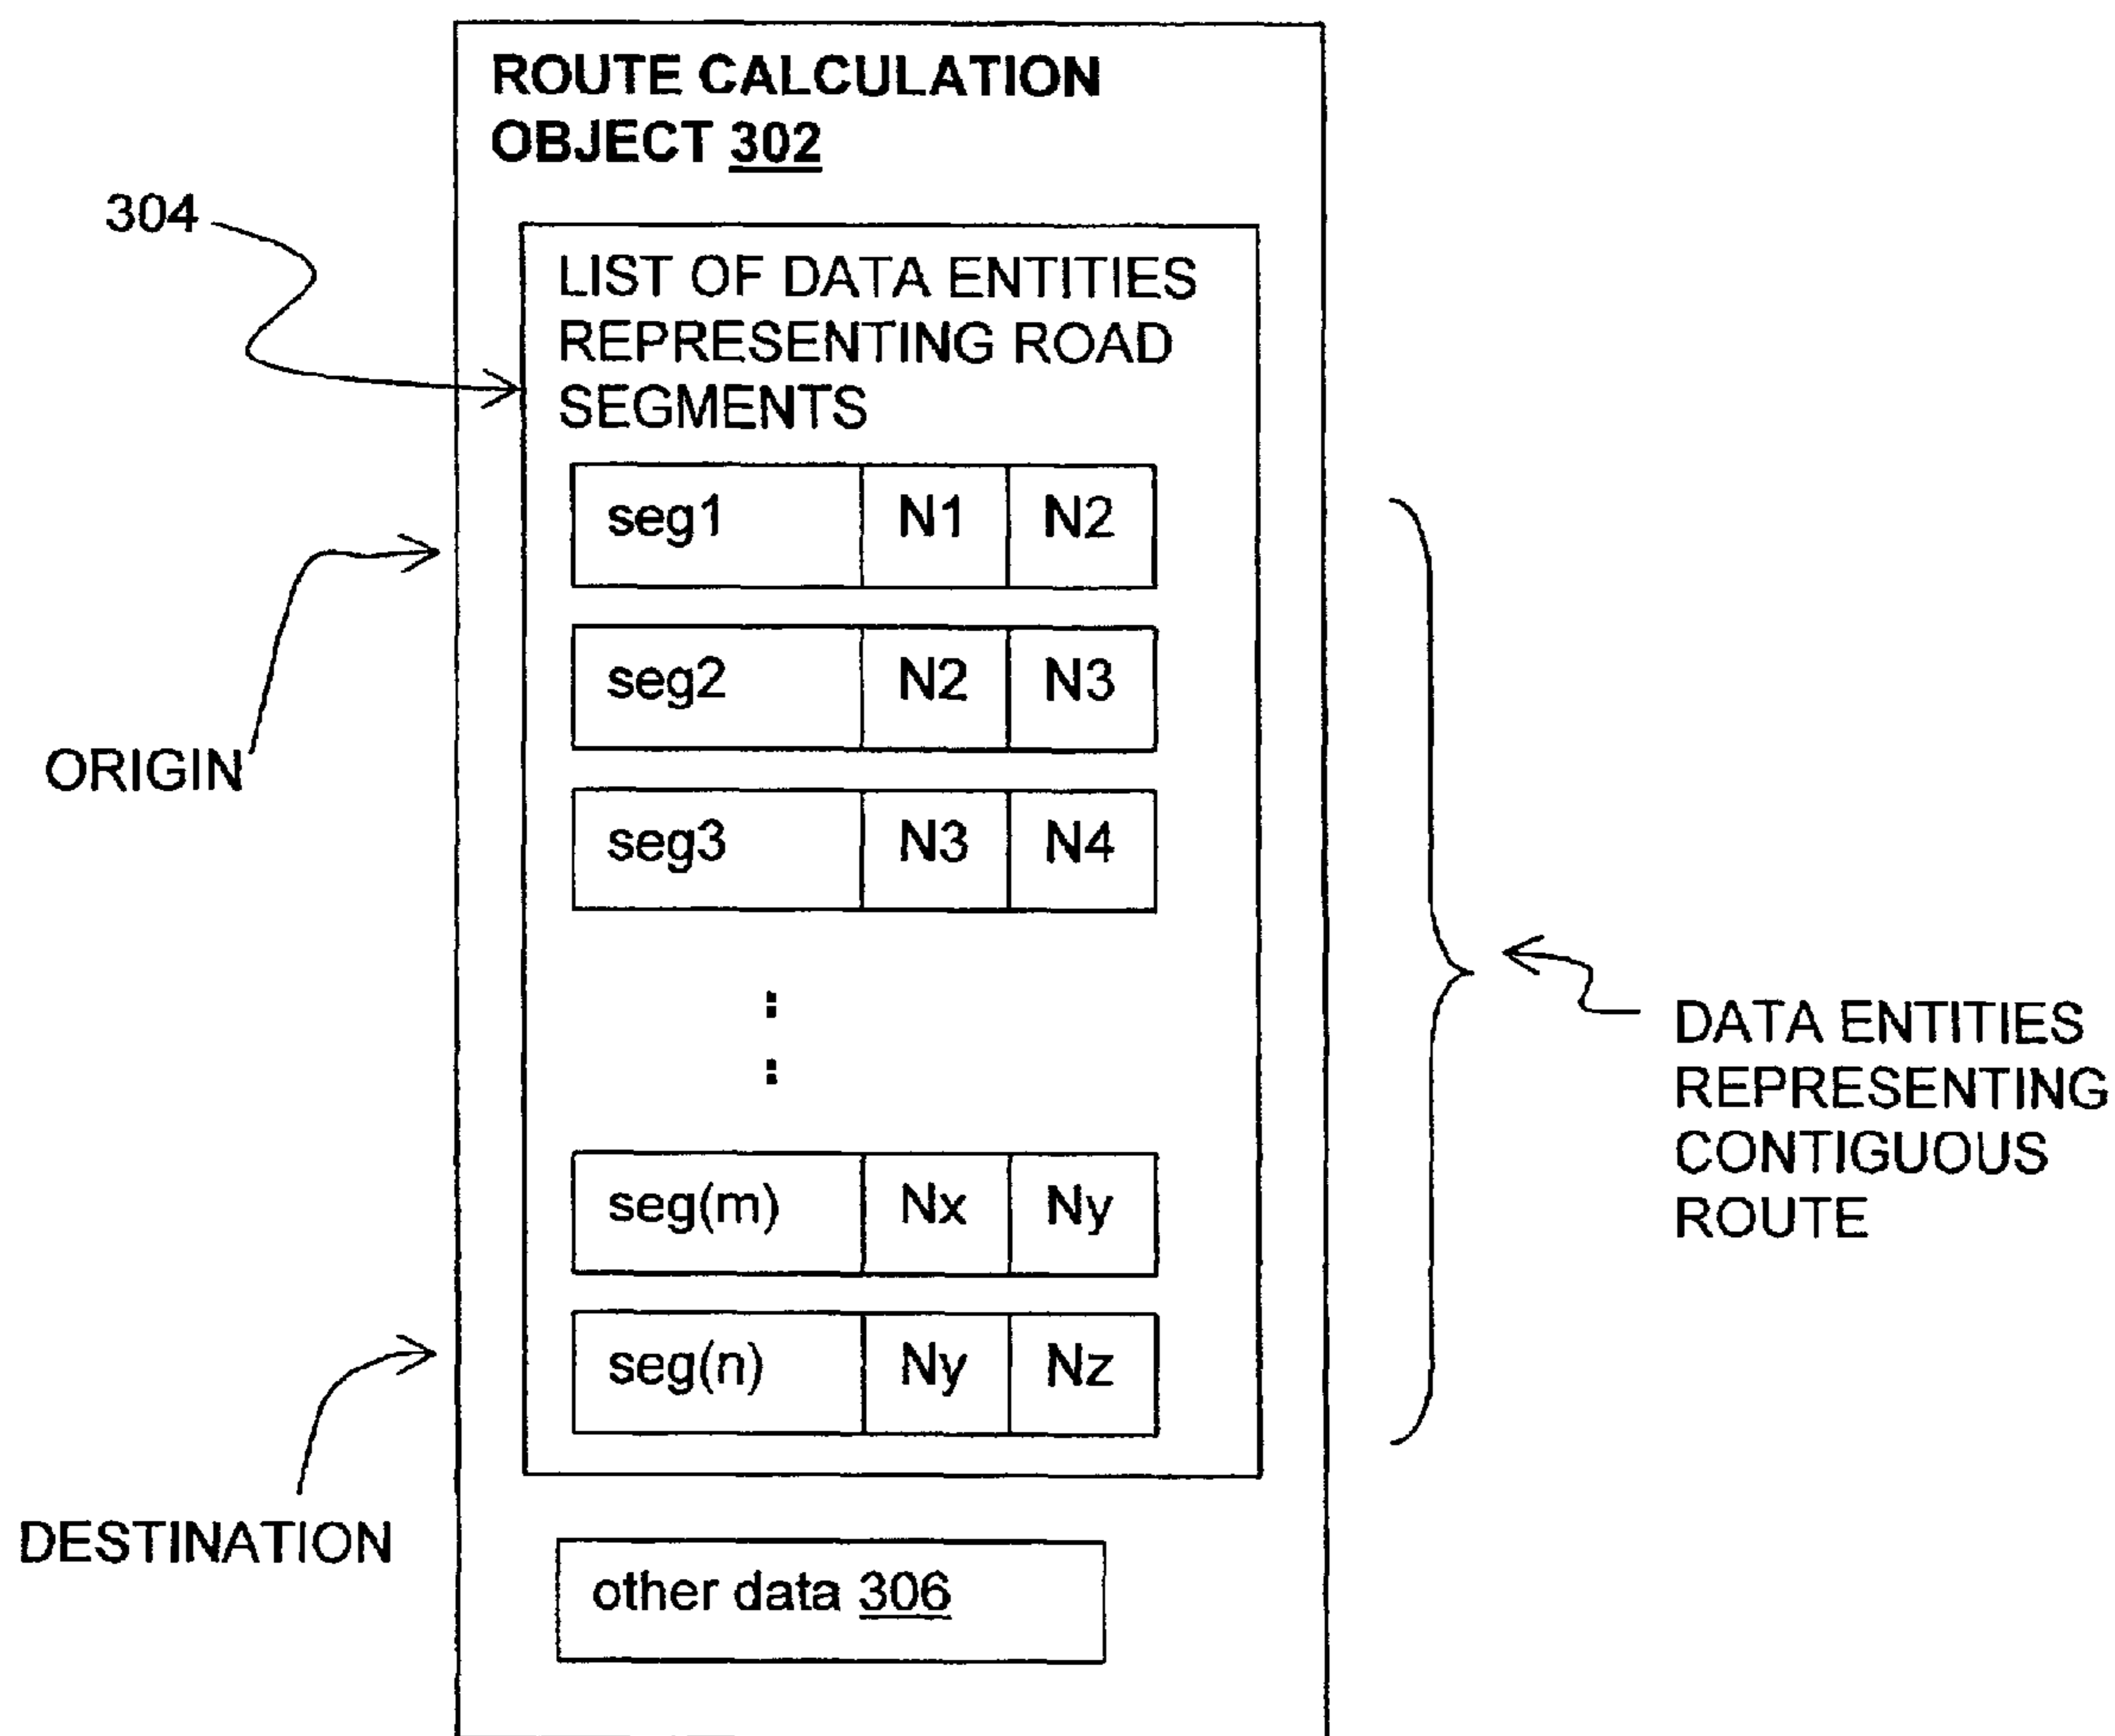 ROUTE CALCULATION
OBJECT 302
304
LIST OF DATA ENTITIES
REPRESENTING ROAD
SEGMENTS
seg1 N1 N2
seg2 N2 N3
ORIGIN
seg3 N3 N4
DATA ENTITIES
REPRESENTING
CONTIGUOUS
ROUTE
seg(m) Nx Ny
seg(n) Ny Nz
DESTINATION
other data 306